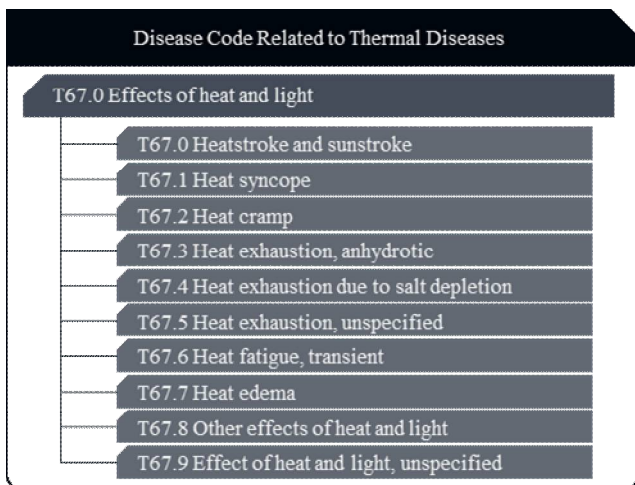 Disease Code Related to Thermal Diseases
T67.0 Effects of heat and light
T67.0 Heatstroke and sunstroke
T67.1 Heat syncope
T67.2 Heat cramp
T67.3 Heat exhaustion, anhydrotic
T67.4 Heat exhaustion due to salt depletion
T67.5 Heat exhaustion, unspecified
T67.6 Heat fatigue, transient
T67.7 Heat edema
T67.8 Other effects of heat and light
T67.9 Effect of heat and light, unspecified